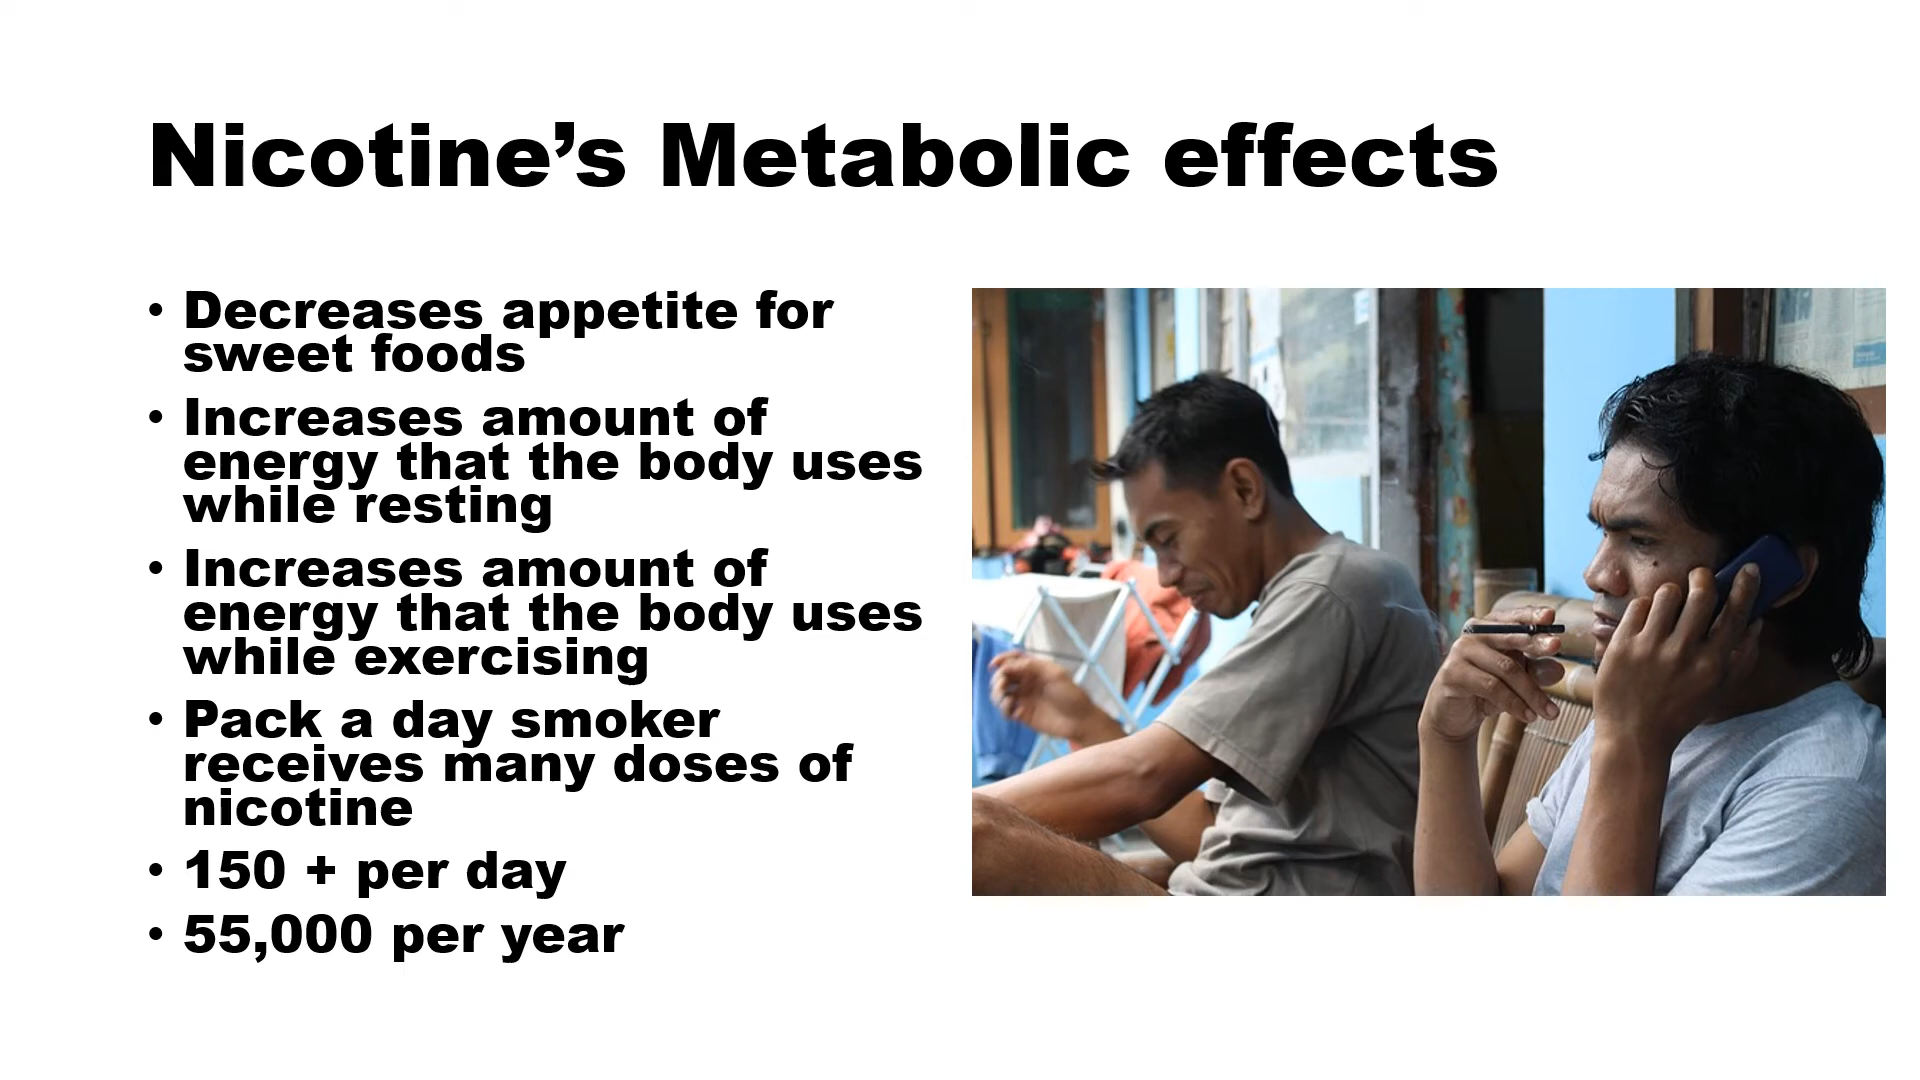 Nicotine’s Metabolic effects
• Decreases appetite for
sweet foods
• Increases amount of
energy that the body uses
while resting
• Increases amount of
energy that the body uses
while exercising
• Pack a day smoker
receives many doses of
nicotine
• 150 + per day
• 55,000 per year